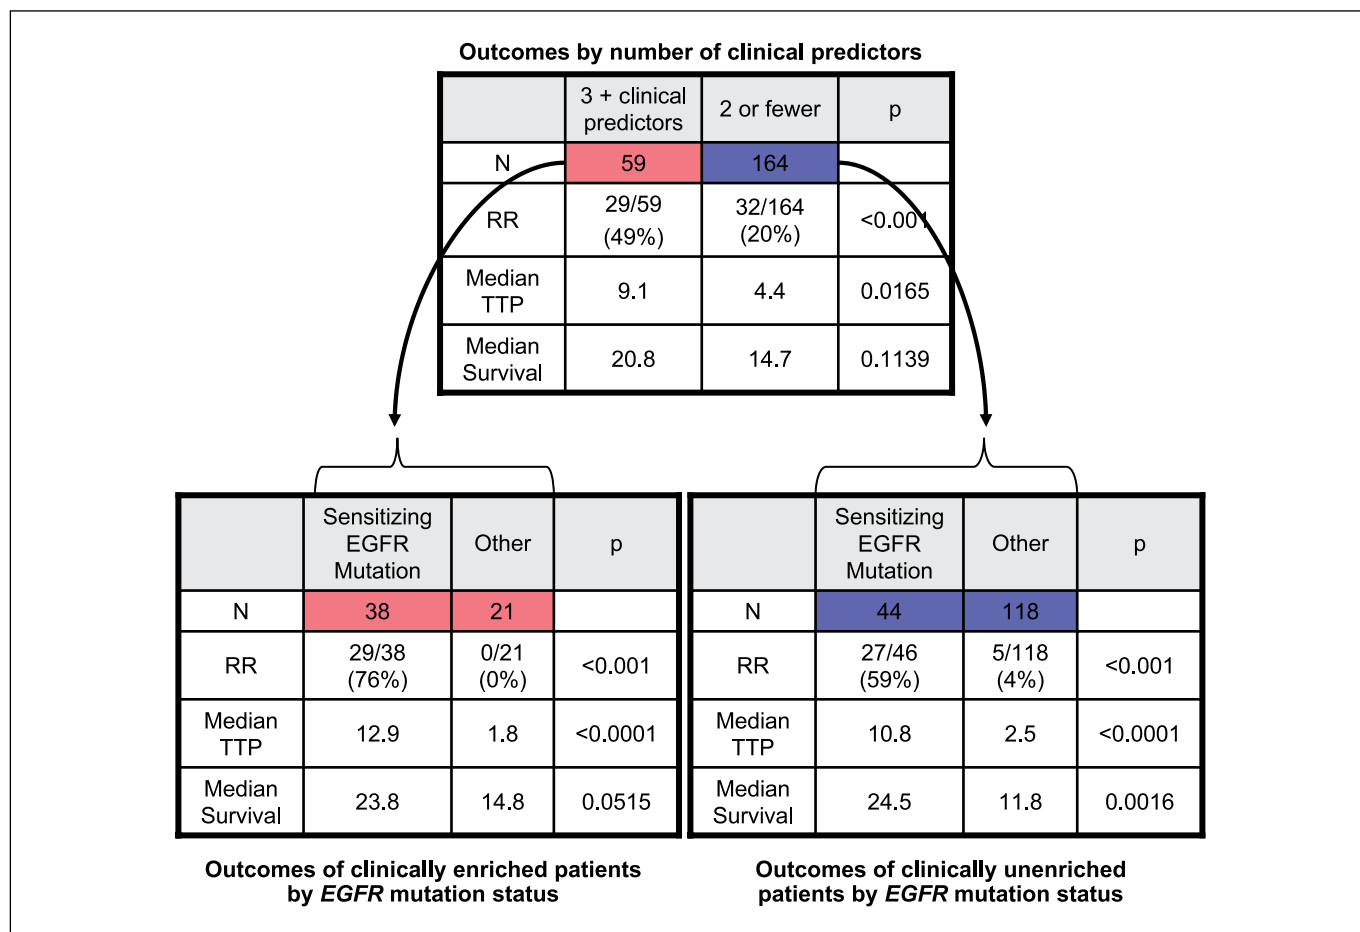 Outcomes by number of clinical predictors
3 + clinical predictors 2 or fewer p
N 59 164
RR 29/59 (49%) 32/164 (20%) <0.001
Median TTP 9.1 4.4 0.0165
Median Survival 20.8 14.7 0.1139
Sensitizing EGFR Mutation Other p
N 38 21
RR 29/38 (76%) 0/21 (0%) <0.001
Median TTP 12.9 1.8 <0.0001
Median Survival 23.8 14.8 0.0515
Outcomes of clinically enriched patients
by EGFR mutation status
Sensitizing EGFR Mutation Other p
N 44 118
RR 27/46 (59%) 5/118 (4%) <0.001
Median TTP 10.8 2.5 <0.0001
Median Survival 24.5 11.8 0.0016
Outcomes of clinically unenriched
patients by EGFR mutation status